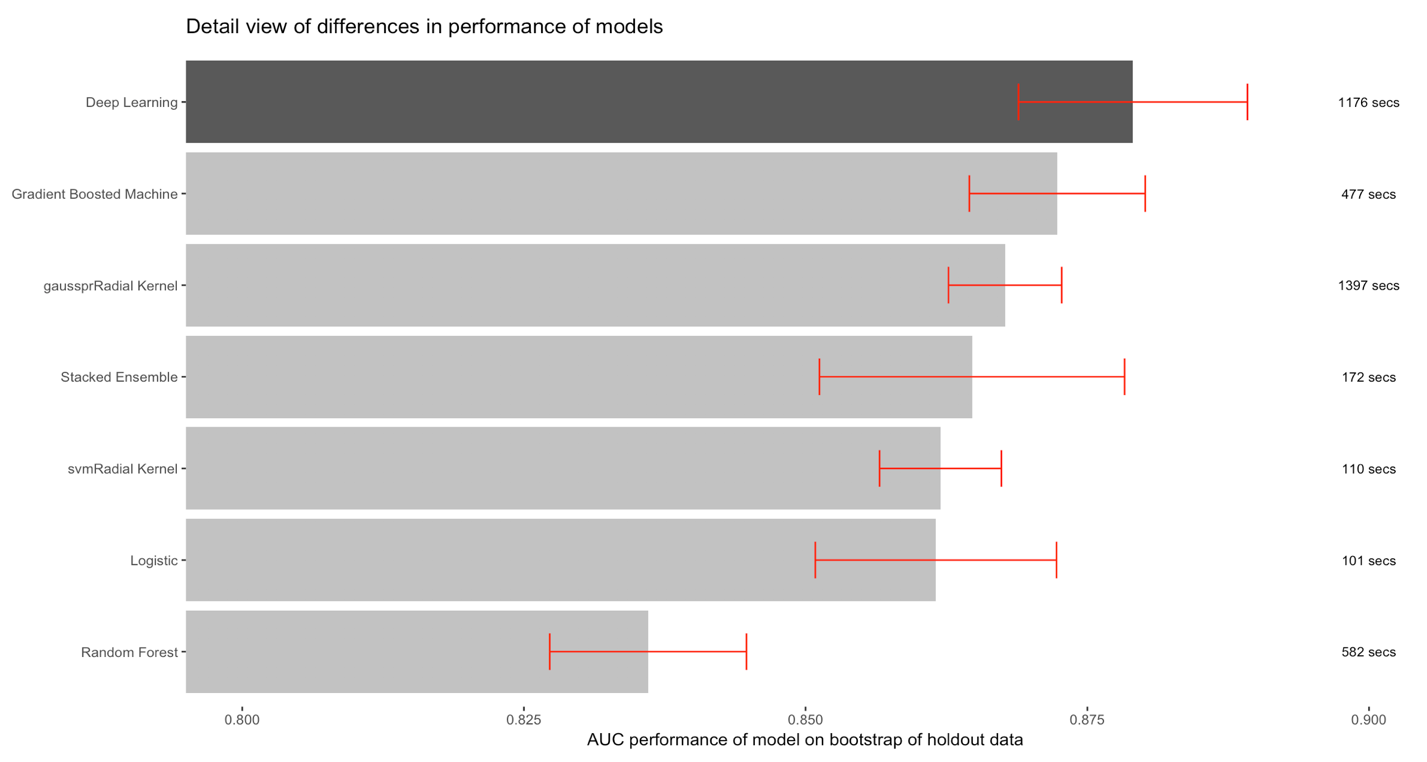 Detail view of differences in performance of models
Deep Learning 1176 secs
Gradient Boosted Machine 477 secs
gaussprRadial Kernel 1397 secs
Stacked Ensemble 172 secs
svmRadial Kernel 110 secs
Logistic 101 secs
Random Forest 582 secs
0.800 0.825 0.850 0.875 0.900
AUC performance of model on bootstrap of holdout data